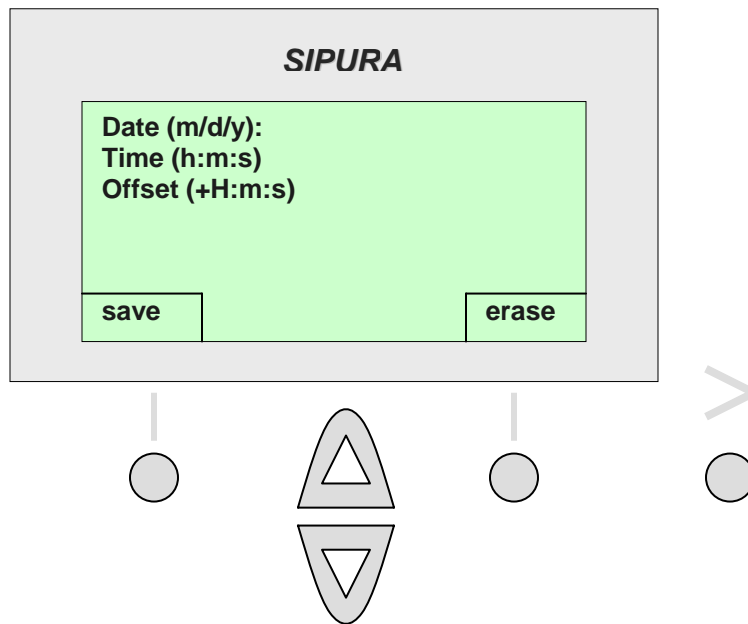 SIPURA
Date (m/d/y):
Time (h:m:s)
Offset (+H:m:s)
save erase
>